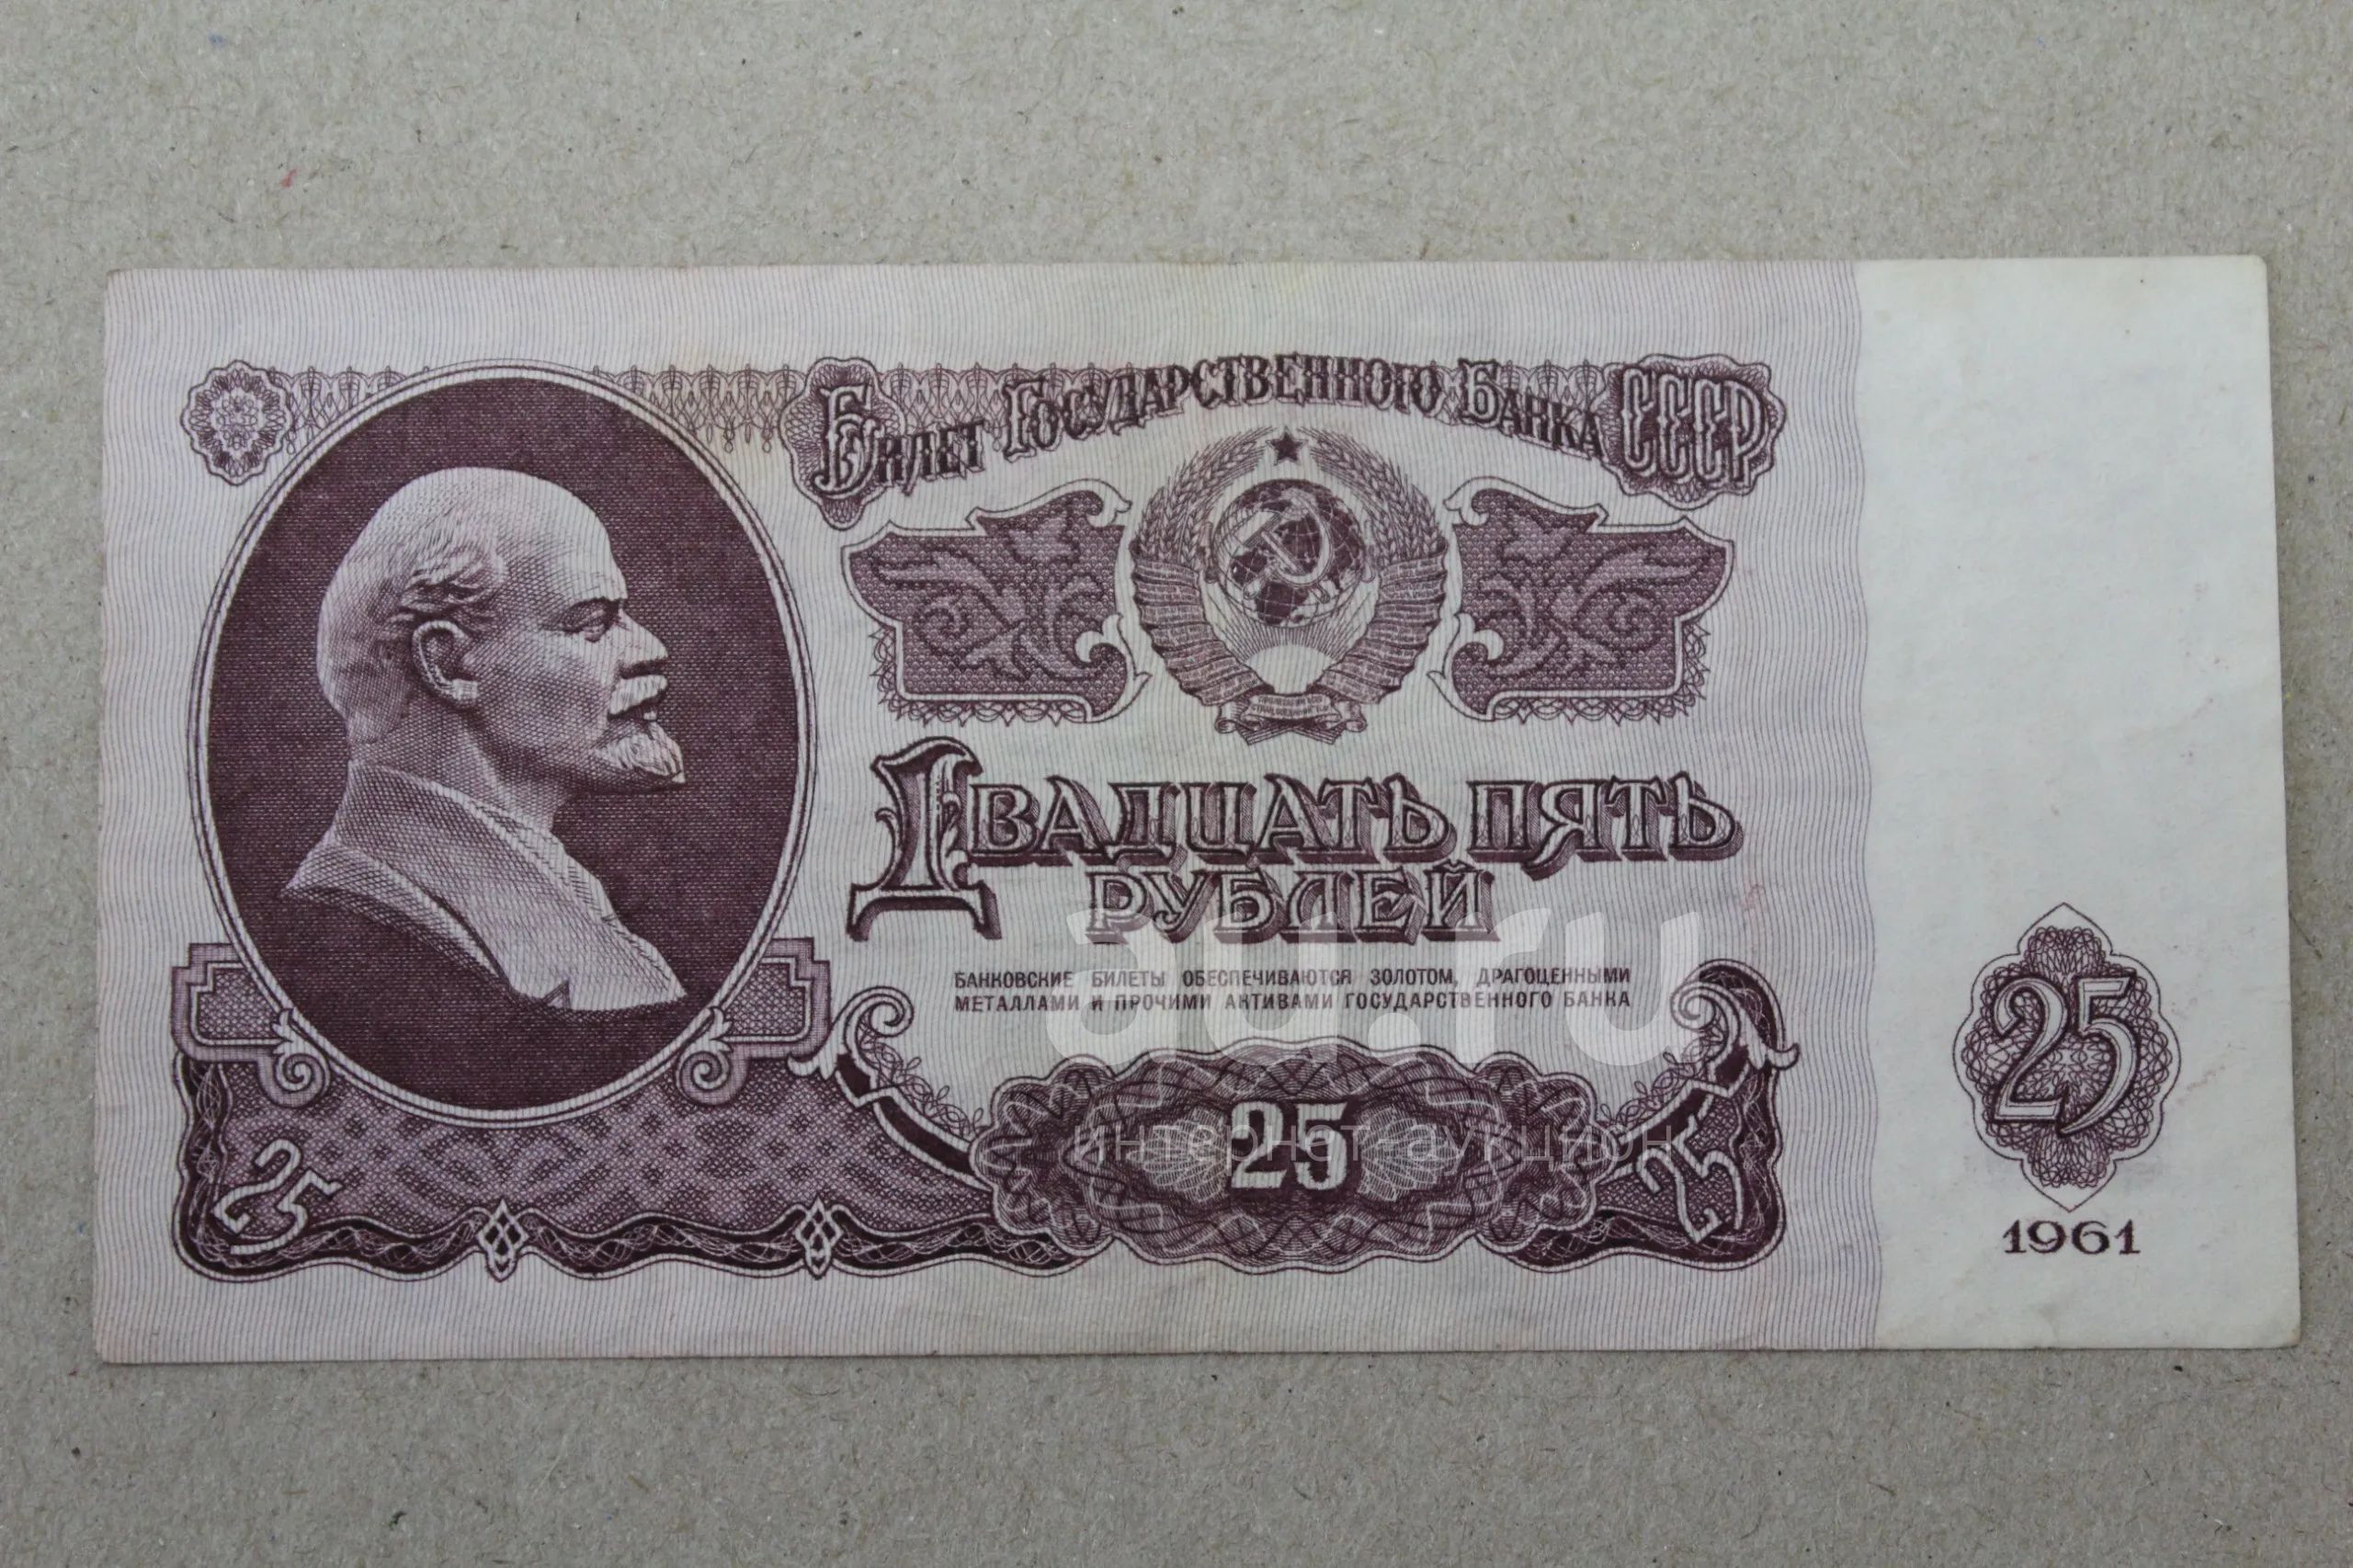 Билет Государственного Банка СССР
Двадцать пять
рублей
БАНКОВСКИЕ БИЛЕТЫ ОБЕСПЕЧИВАЮТСЯ ЗОЛОТОМ, ДРАГОЦЕННЫМИ
МЕТАЛЛАМИ И ПРОЧИМИ АКТИВАМИ ГОСУДАРСТВЕННОГО БАНКА
au.ru
интернет-аукцион
25
25
25
25
1961